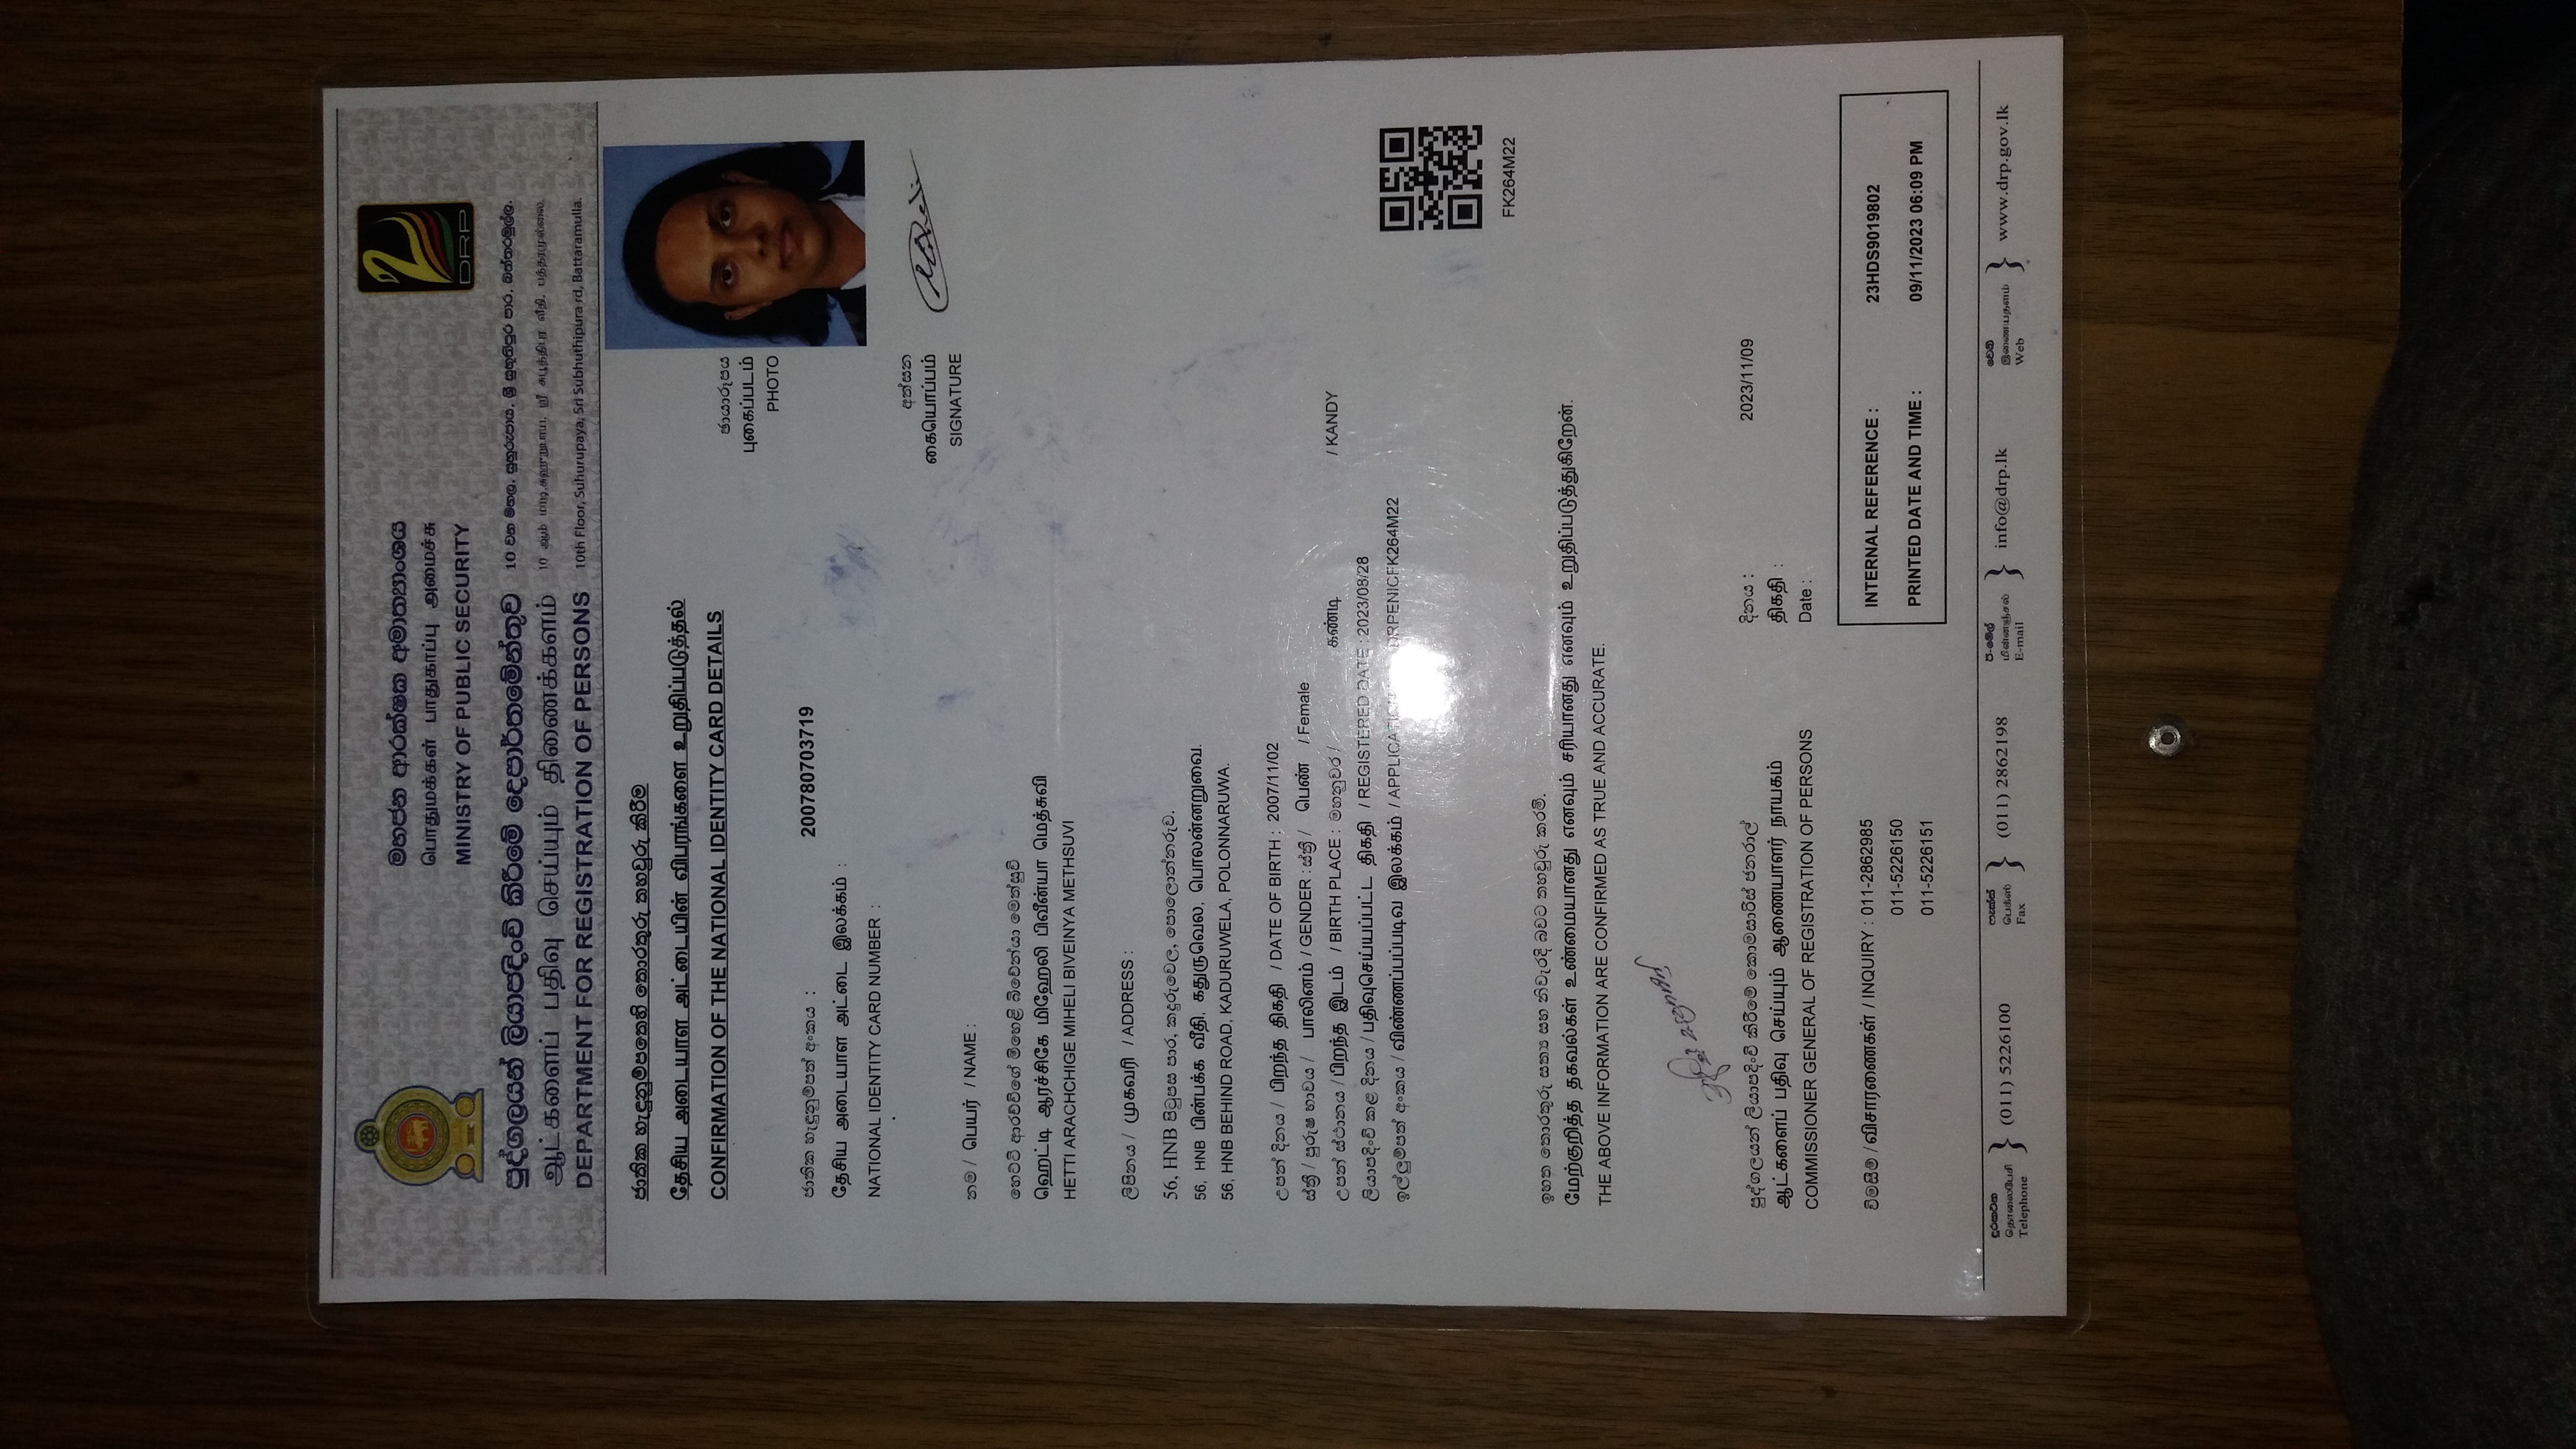 මහජන ආරක්ෂක අමාත්‍යාංශය
பொதுமக்கள் பாதுகாப்பு அமைச்சு
MINISTRY OF PUBLIC SECURITY
DRP
පුද්ගලයන් ලියාපදිංචි කිරීමේ දෙපාර්තමේන්තුව
ஆட்களைப் பதிவு செய்யும் திணைக்களம்
DEPARTMENT FOR REGISTRATION OF PERSONS
10 වන මහල, සුහුරුපාය, ශ්‍රී සුභූතිපුර පාර, බත්තරමුල්ල.
10 ஆம் மாடி,சுஹுறுபாய, ஸ்ரீ சுபூத்திபுர வீதி, பத்தரமுல்லை.
10th Floor, Suhurupaya, Sri Subhuthipura rd, Battaramulla.
ජාතික හැඳුනුම්පතෙහි තොරතුරු තහවුරු කිරීම
தேசிய அடையாள அட்டையின் விபரங்களை உறுதிப்படுத்தல்
CONFIRMATION OF THE NATIONAL IDENTITY CARD DETAILS
ඡායාරූපය
புகைப்படம்
PHOTO
ජාතික හැඳුනුම්පත් අංකය : 200780703719
தேசிய அடையாள அட்டை இலக்கம் :
NATIONAL IDENTITY CARD NUMBER :
අත්සන
கையொப்பம்
SIGNATURE
නම / பெயர் / NAME :
හෙට්ටි ආරච්චිගේ මිහෙළි බිවේන්යා මෙත්සුවි
ஹெட்டி ஆரச்சிகே மிஹேலி பிவீன்யா மெத்சுவி
HETTI ARACHCHIGE MIHELI BIVEINYA METHSUVI
ලිපිනය / முகவரி / ADDRESS :
56, HNB පිටුපස පාර, කදුරුවෙල, පොලොන්නරුව.
56, HNB பின்பக்க வீதி, கதுருவெல, பொலன்னறுவை.
56, HNB BEHIND ROAD, KADURUWELA, POLONNARUWA.
උපන් දිනය / பிறந்த திகதி / DATE OF BIRTH : 2007/11/02
ස්ත්‍රී / පුරුෂ භාවය / பாலினம் / GENDER : ස්ත්‍රී / பெண் / Female
උපන් ස්ථානය / பிறந்த இடம் / BIRTH PLACE : මහනුවර / கண்டி / KANDY
ලියාපදිංචි කළ දිනය / பதிவுசெய்யப்பட்ட திகதி / REGISTERED DATE : 2023/08/28
ඉල්ලුම්පත් අංකය / விண்ணப்பப்படிவ இலக்கம் / DRPENICFK264M22
FK264M22
ඉහත තොරතුරු සත්‍ය සහ නිවැරදි බවට තහවුරු කරමි.
மேற்குறித்த தகவல்கள் உண்மையானது எனவும் சரியானது எனவும் உறுதிப்படுத்துகிறேன்.
THE ABOVE INFORMATION ARE CONFIRMED AS TRUE AND ACCURATE.
පුද්ගලයන් ලියාපදිංචි කිරීමේ කොමසාරිස් ජනරාල්
ஆட்களைப் பதிவு செய்யும் ஆணையாளர் நாயகம்
COMMISSIONER GENERAL OF REGISTRATION OF PERSONS
දිනය : 2023/11/09
திகதி :
Date :
විමසීම් / விசாரணைகள் / INQUIRY : 011-2862985
011-5226150
011-5226151
INTERNAL REFERENCE : 23HDS9019802
PRINTED DATE AND TIME : 09/11/2023 06:09 PM
දුරකථන
தொலைபேசி
Telephone
(011) 5226100
ෆැක්ස්
பெக்ஸ்
Fax
(011) 2862198
ඊ-මේල්
மின்னஞ்சல்
E-mail
info@drp.lk
වෙබ්
இணையதளம்
Web
www.drp.gov.lk